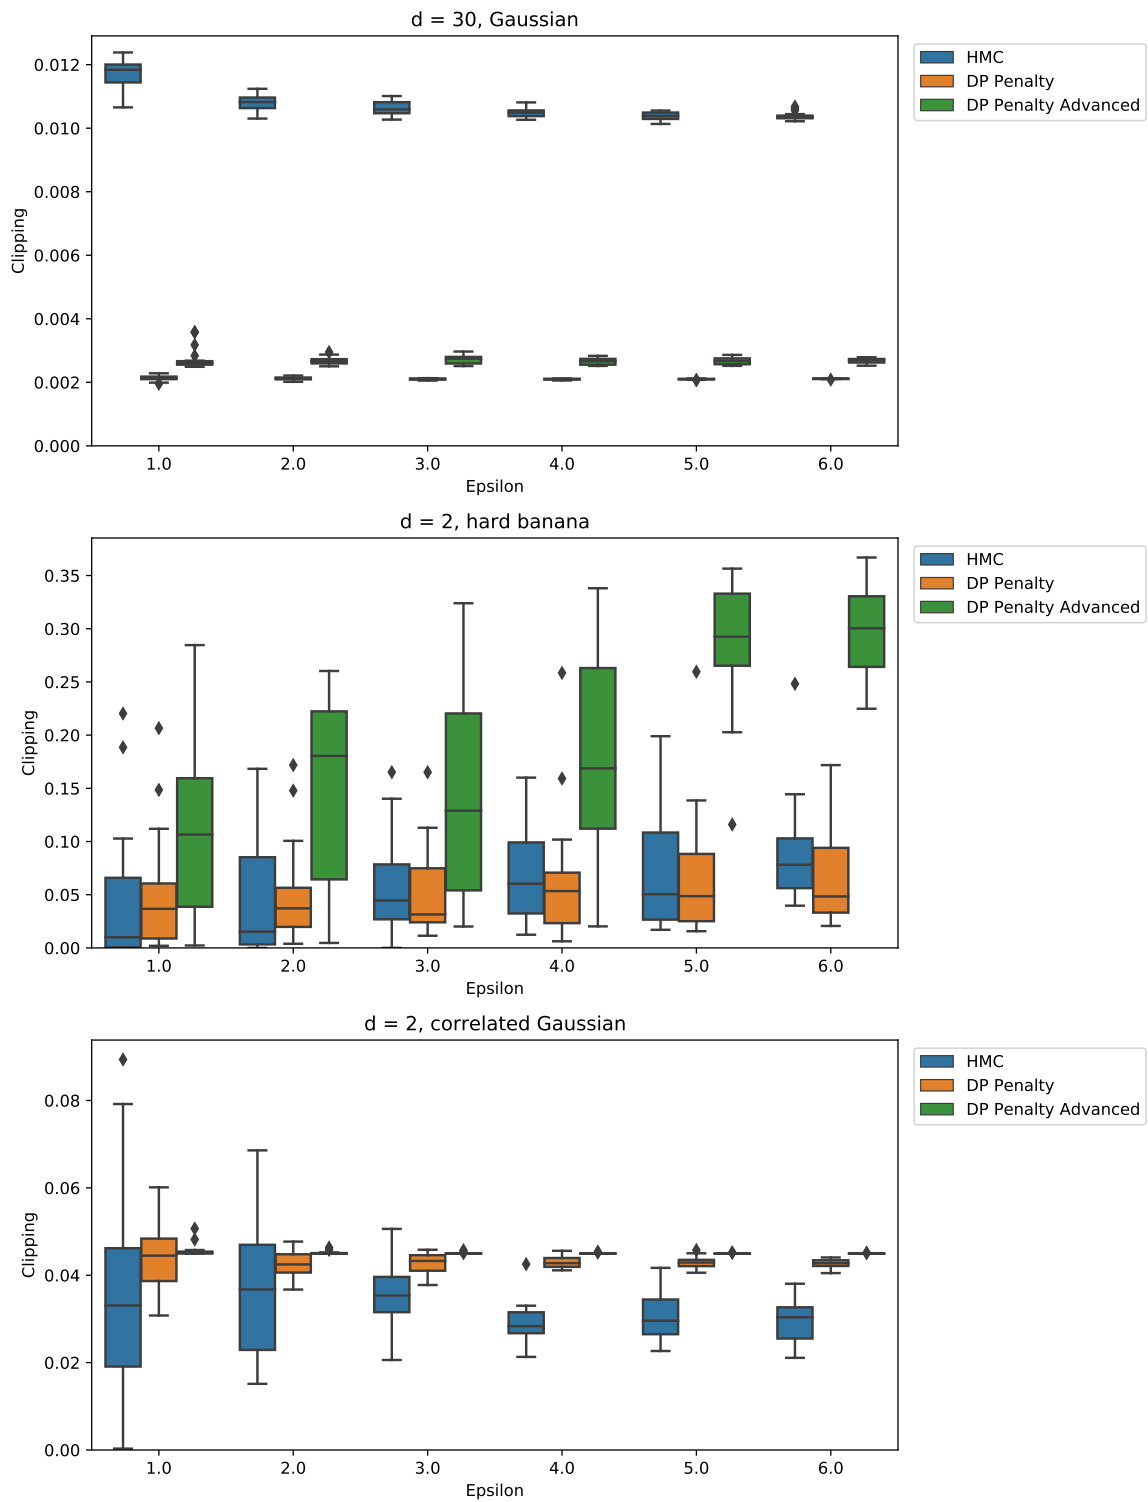 d = 30, Gaussian
0.012
0.010
0.008
0.006
0.004
0.002
0.000
Clipping
1.0 2.0 3.0 4.0 5.0 6.0
Epsilon
HMC
DP Penalty
DP Penalty Advanced
d = 2, hard banana
0.35
0.30
0.25
0.20
0.15
0.10
0.05
0.00
Clipping
1.0 2.0 3.0 4.0 5.0 6.0
Epsilon
HMC
DP Penalty
DP Penalty Advanced
d = 2, correlated Gaussian
0.08
0.06
0.04
0.02
0.00
Clipping
1.0 2.0 3.0 4.0 5.0 6.0
Epsilon
HMC
DP Penalty
DP Penalty Advanced